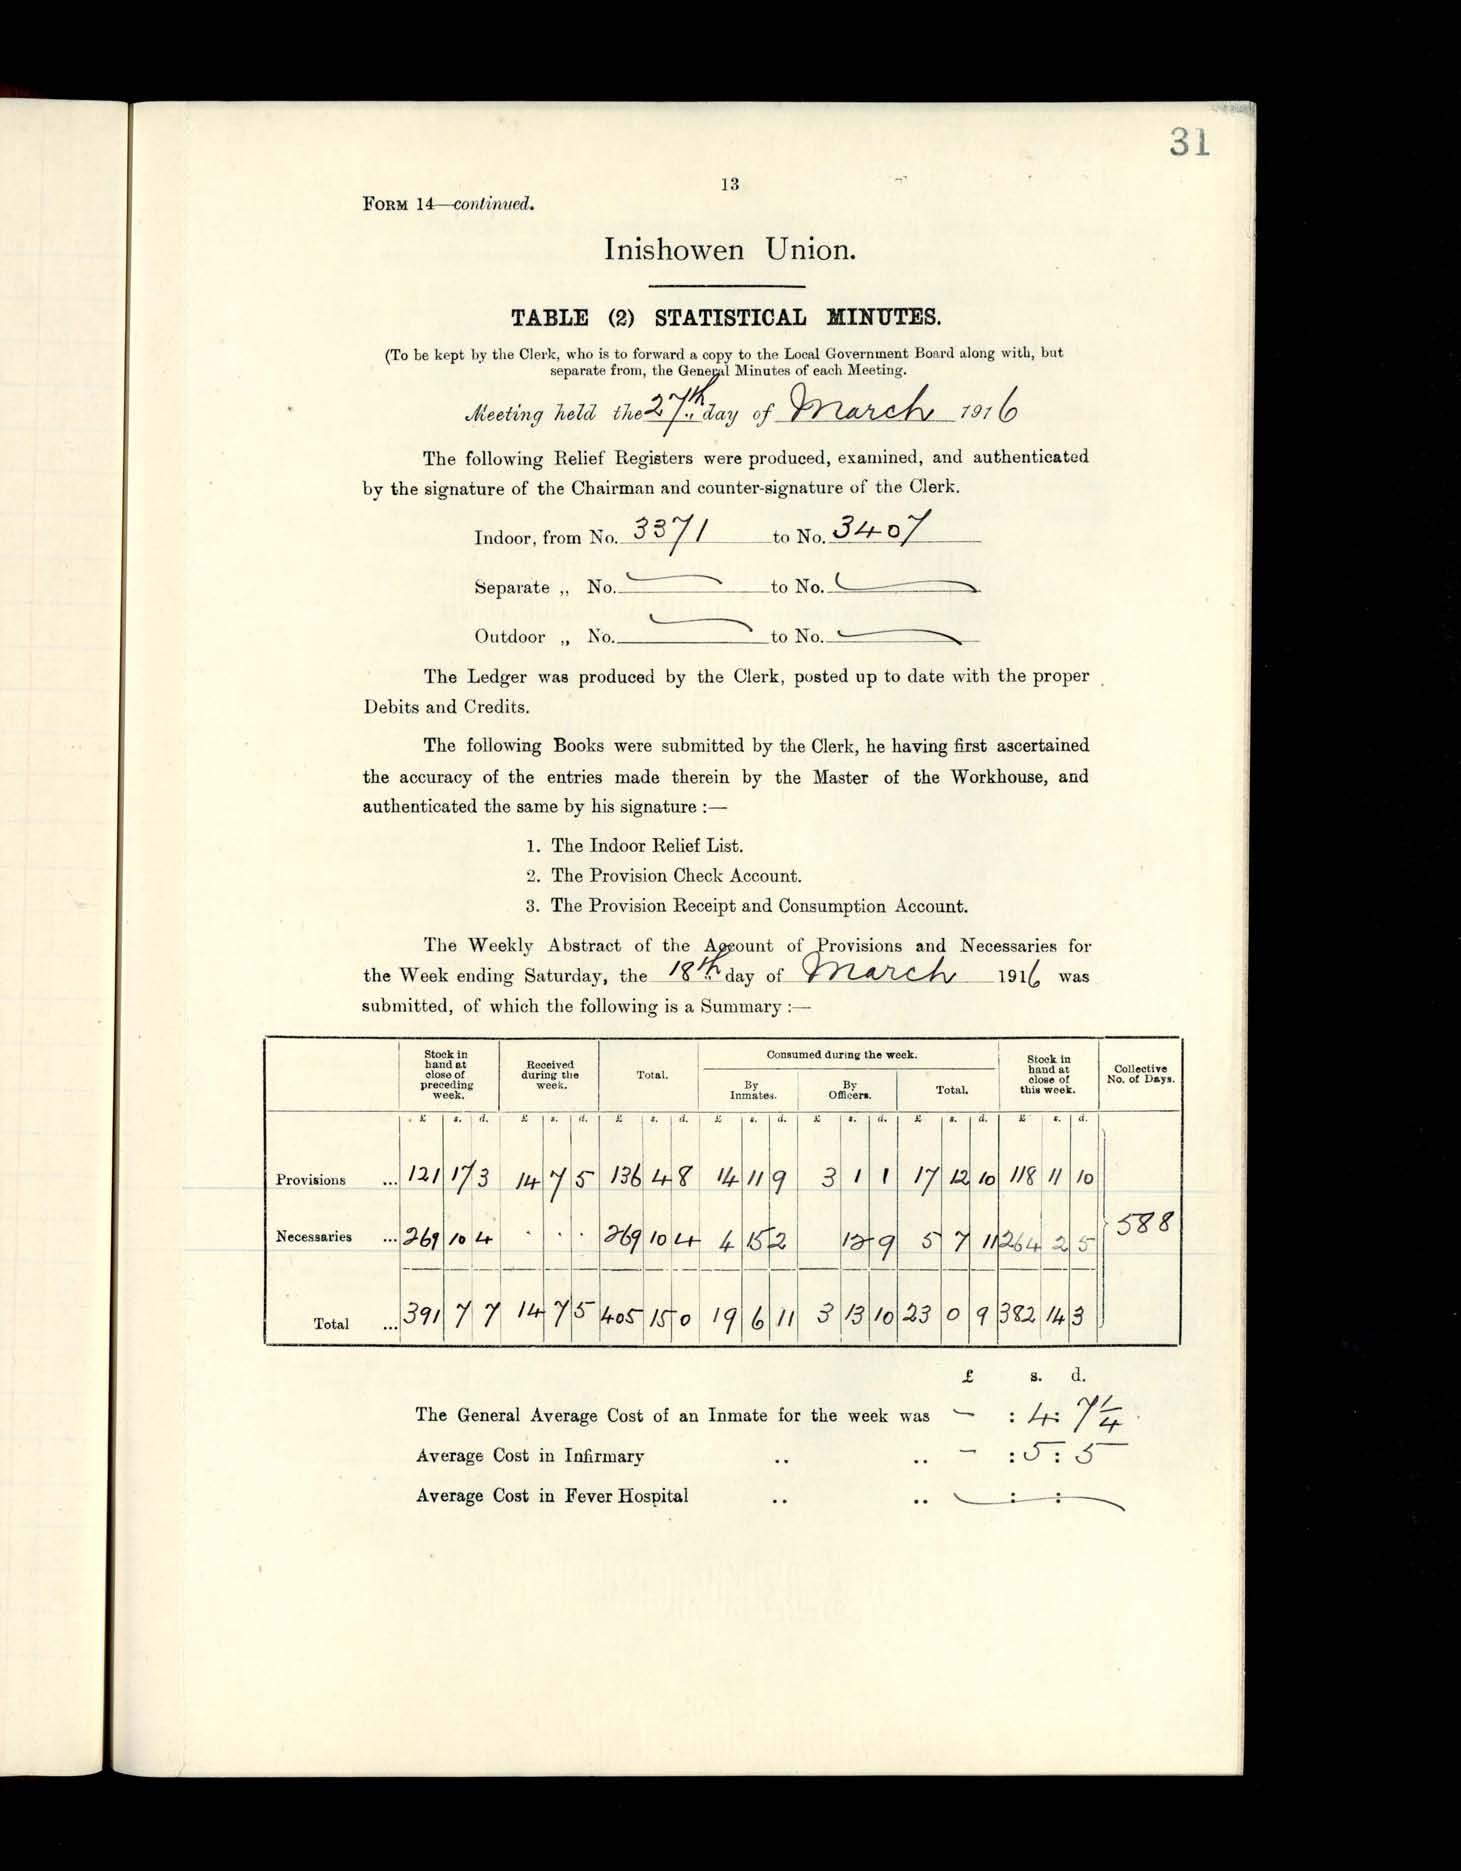 31
13
FORM 14—continued.
Inishowen Union.
TABLE (2) STATISTICAL MINUTES.
(To be kept by the Clerk, who is to forward a copy to the Local Government Board along with, but
separate from, the General Minutes of each Meeting.
Meeting held the 27th day of March 1916
The following Relief Registers were produced, examined, and authenticated
by the signature of the Chairman and counter-signature of the Clerk.
Indoor, from No. 3371 to No. 3407
Separate „ No. to No.
Outdoor „ No. to No.
The Ledger was produced by the Clerk, posted up to date with the proper
Debits and Credits.
The following Books were submitted by the Clerk, he having first ascertained
the accuracy of the entries made therein by the Master of the Workhouse, and
authenticated the same by his signature :—
1. The Indoor Relief List.
2. The Provision Check Account.
3. The Provision Receipt and Consumption Account.
The Weekly Abstract of the Account of Provisions and Necessaries for
the Week ending Saturday, the 18th day of March 1916 was
submitted, of which the following is a Summary :—
Stock in hand at close of preceding week. Received during the week. Total. Consumed during the week. By Inmates. By Officers. Total. Stock in hand at close of this week. Collective No. of Days.
£ s. d. £ s. d. £ s. d. £ s. d. £ s. d. £ s. d. £ s. d.
Provisions ... 121 17 3 14 7 5 136 4 8 14 11 9 3 1 1 17 12 10 118 11 10
Necessaries ... 269 10 4 . . . 269 10 4 4 15 2 12 9 5 7 11 264 2 5 588
Total ... 391 7 7 14 7 5 405 15 0 19 6 11 3 13 10 23 0 9 382 14 3
£ s. d.
The General Average Cost of an Inmate for the week was — : 4 : 7 1/4
Average Cost in Infirmary .. .. — : 5 : 5
Average Cost in Fever Hospital .. .. : :